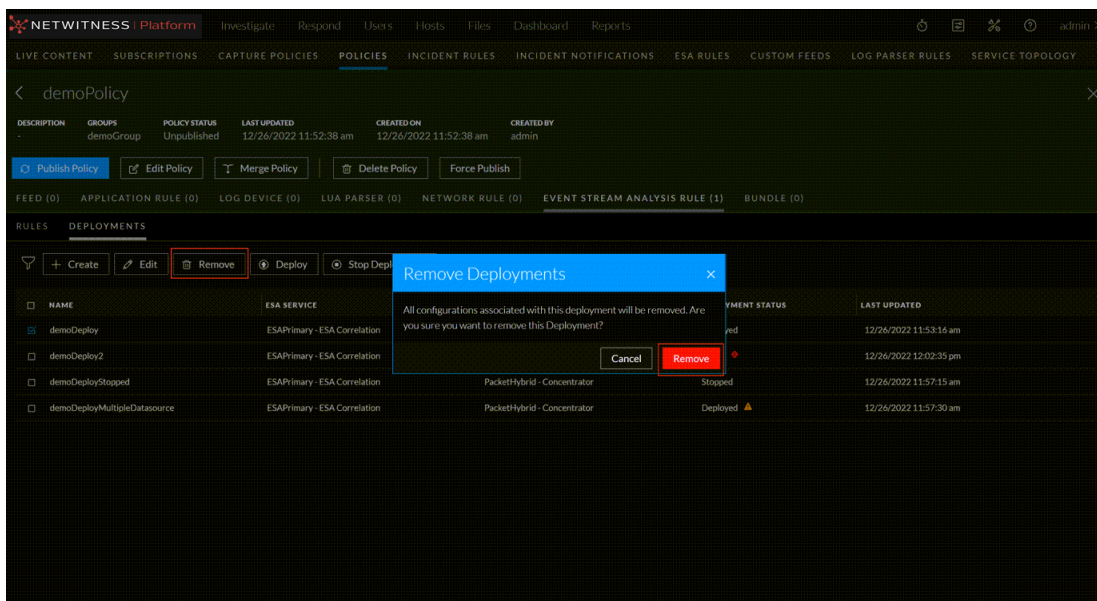 NETWITNESS | Platform Investigate Respond Users Hosts Files Dashboard Reports admin
LIVE CONTENT SUBSCRIPTIONS CAPTURE POLICIES POLICIES INCIDENT RULES INCIDENT NOTIFICATIONS ESA RULES CUSTOM FEEDS LOG PARSER RULES SERVICE TOPOLOGY
demoPolicy
DESCRIPTION GROUPS POLICY STATUS LAST UPDATED CREATED ON CREATED BY
- demoGroup Unpublished 12/26/2022 11:52:38 am 12/26/2022 11:52:38 am admin
Publish Policy Edit Policy Merge Policy Delete Policy Force Publish
FEED (0) APPLICATION RULE (0) LOG DEVICE (0) LUA PARSER (0) NETWORK RULE (0) EVENT STREAM ANALYSIS RULE (1) BUNDLE (0)
RULES DEPLOYMENTS
+ Create Edit Remove Deploy Stop Depl
Remove Deployments
All configurations associated with this deployment will be removed. Are
you sure you want to remove this Deployment?
Cancel Remove
NAME ESA SERVICE YMENT STATUS LAST UPDATED
demoDeploy ESAPrimary - ESA Correlation yed 12/26/2022 11:53:16 am
demoDeploy2 ESAPrimary - ESA Correlation 12/26/2022 12:02:35 pm
demoDeployStopped ESAPrimary - ESA Correlation PacketHybrid - Concentrator Stopped 12/26/2022 11:57:15 am
demoDeployMultipleDatasource ESAPrimary - ESA Correlation PacketHybrid - Concentrator Deployed 12/26/2022 11:57:30 am